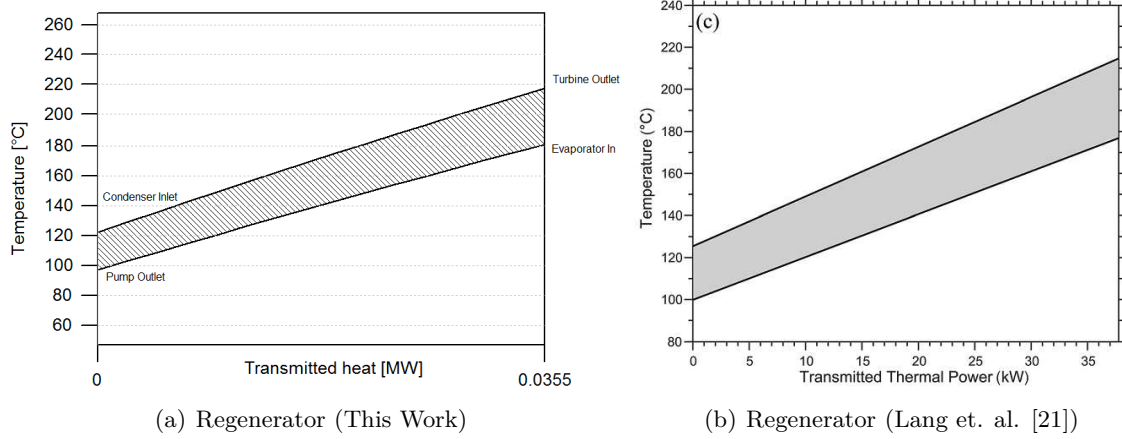 260
240
220
200
180
160
140
120
100
80
60
Temperature [°C]
Turbine Outlet
Evaporator In
Condenser Inlet
Pump Outlet
Transmitted heat [MW]
0
0.0355
(a) Regenerator (This Work)
(c)
240
220
200
180
160
140
120
100
80
Temperature (°C)
0 5 10 15 20 25 30 35
Transmitted Thermal Power (kW)
(b) Regenerator (Lang et. al. [21])